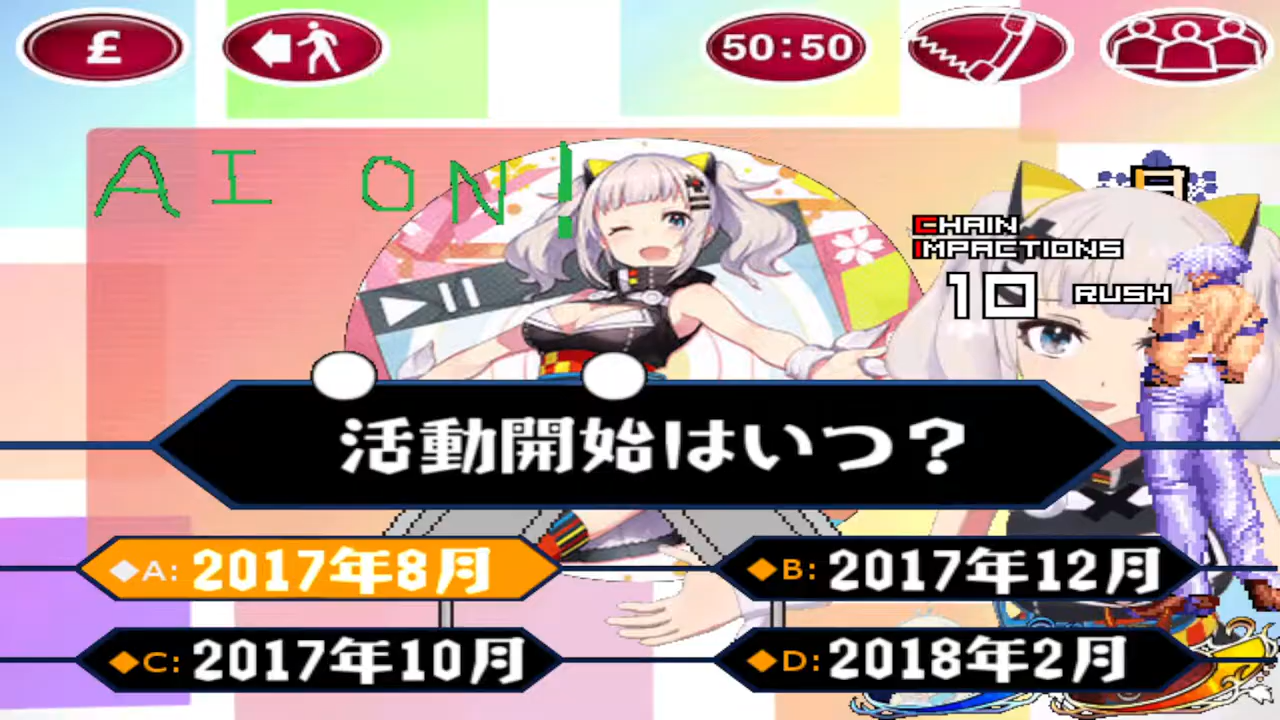 £
50:50
AI ON!
CHAIN
IMPACTIONS
10 RUSH
活動開始はいつ?
A: 2017年8月
B: 2017年12月
C: 2017年10月
D: 2018年2月